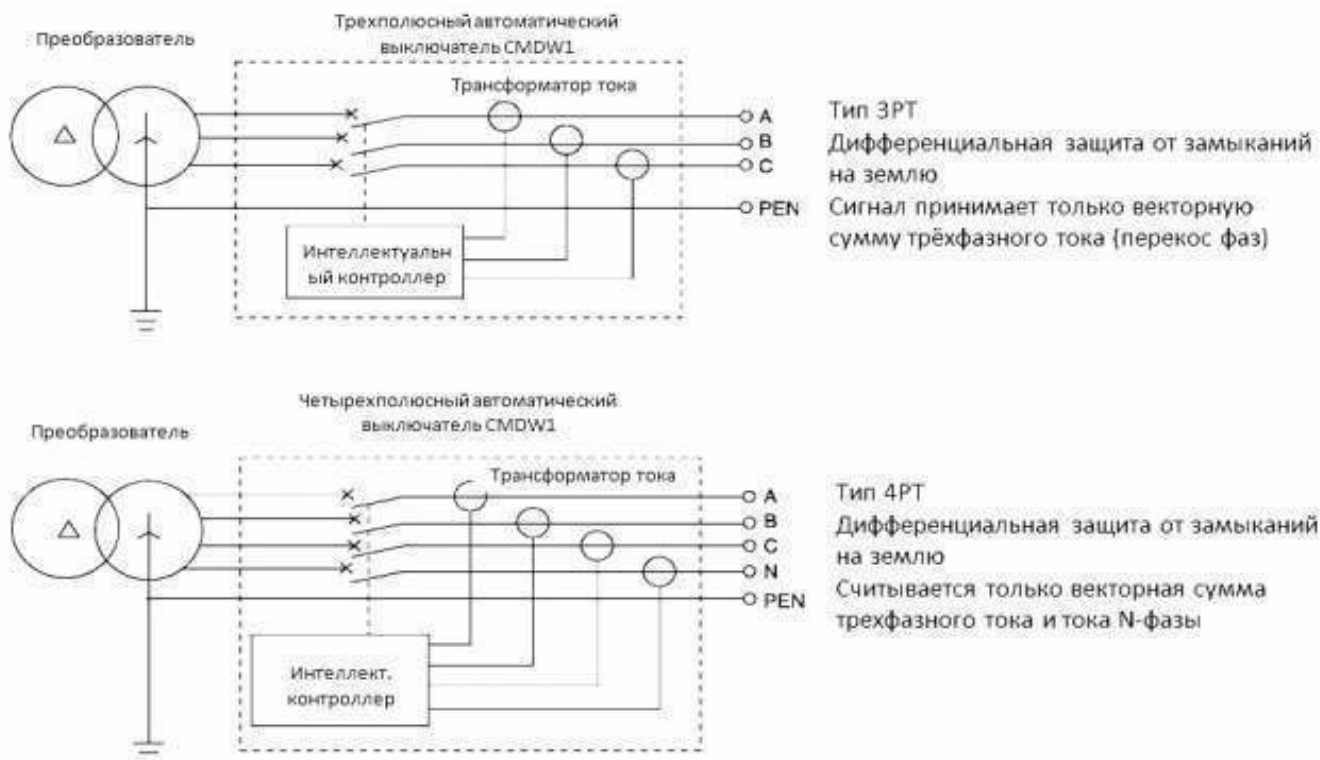 Преобразователь
Трехполюсный автоматический
выключатель CMDW1
Трансформатор тока
A
B
C
PEN
Интеллектуальн
ый контроллер
Тип 3PT
Дифференциальная защита от замыканий
на землю
Сигнал принимает только векторную
сумму трёхфазного тока (перекос фаз)
Преобразователь
Четырехполюсный автоматический
выключатель CMDW1
Трансформатор тока
A
B
C
N
PEN
Интеллект.
контроллер
Тип 4PT
Дифференциальная защита от замыканий
на землю
Считывается только векторная сумма
трехфазного тока и тока N-фазы